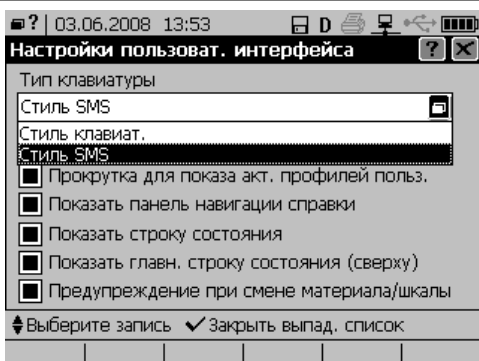 ? 03.06.2008 13:53 D
Настройки пользоват. интерфейса ? X
Тип клавиатуры
Стиль SMS
Стиль клавиат.
Стиль SMS
Прокрутка для показа акт. профилей польз.
Показать панель навигации справки
Показать строку состояния
Показать главн. строку состояния (сверху)
Предупреждение при смене материала/шкалы
Выберите запись ✓ Закрыть выпад. список